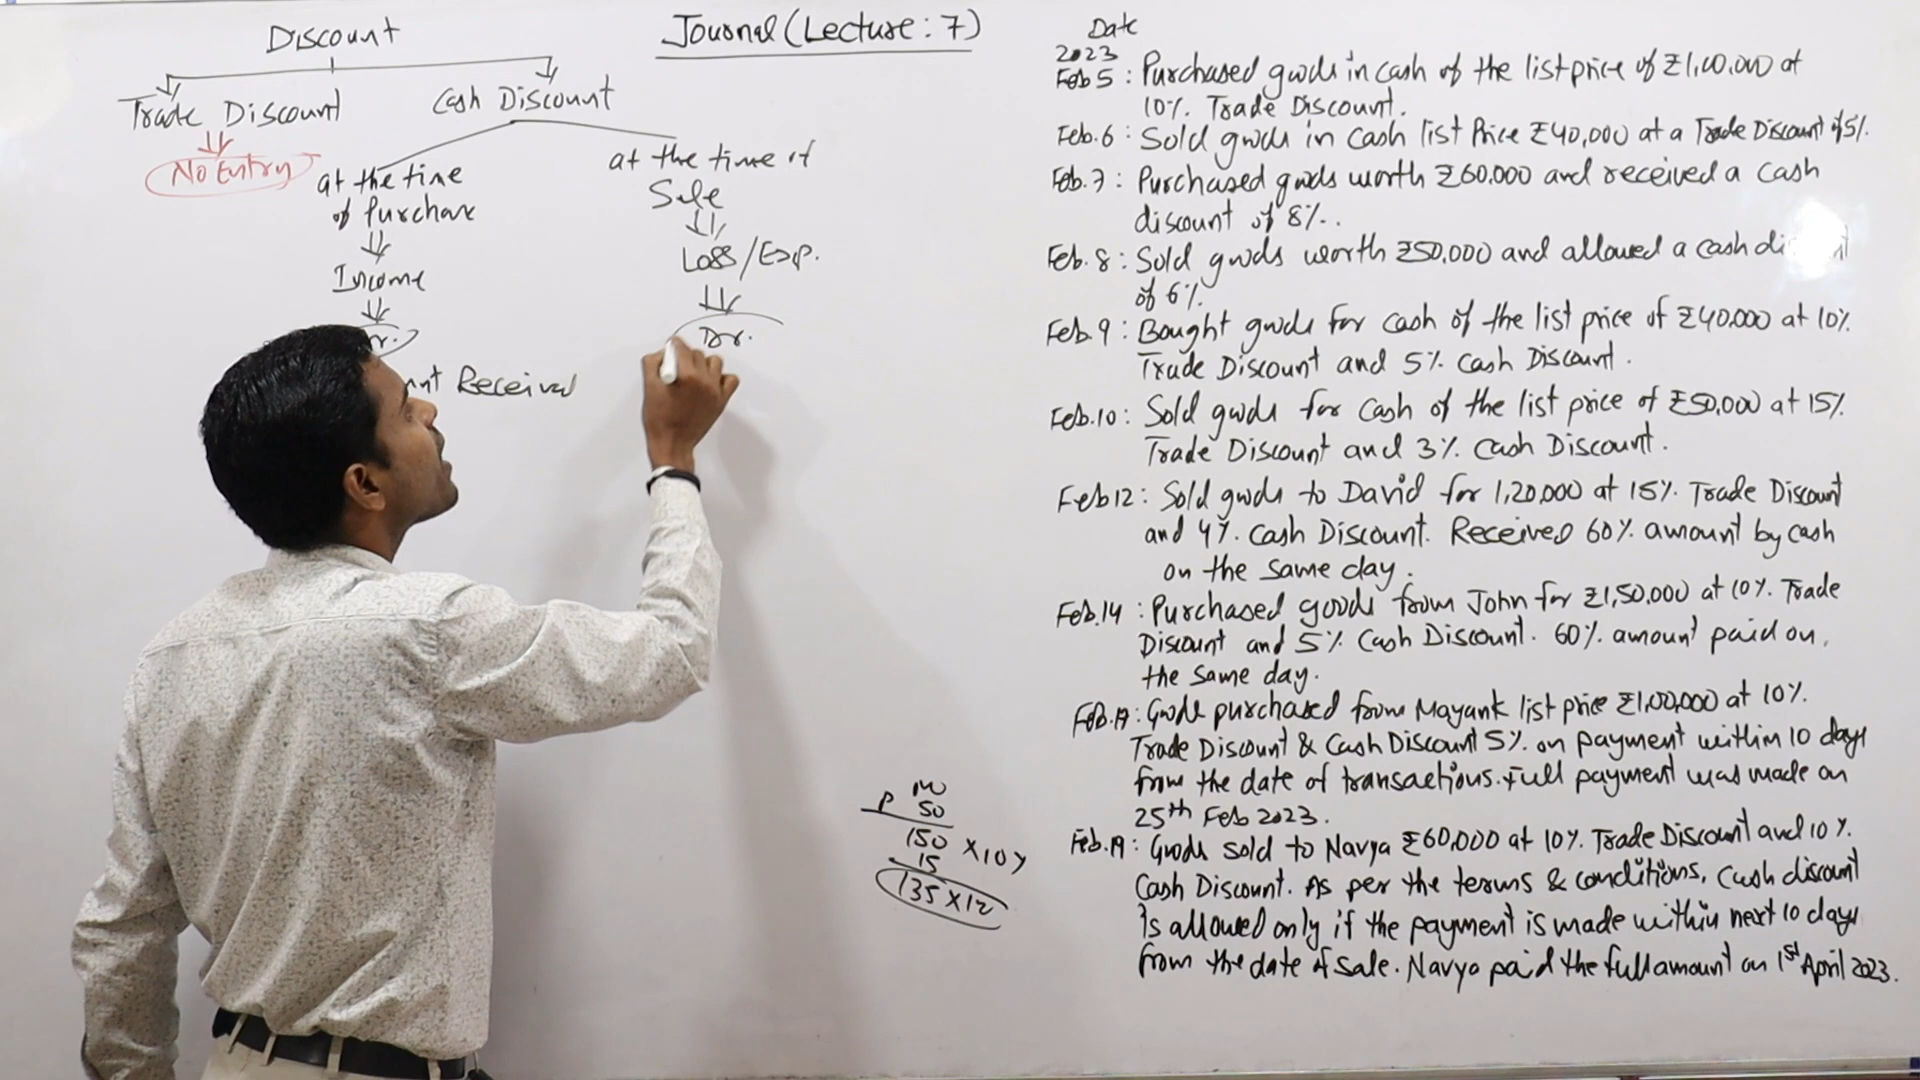 Journal (Lecture: 7)
Discount
Trade Discount
No Entry
Cash Discount
at the time
of Purchase
Income
r.
nt Received
at the time of
Sale
Loss/Exp.
Dr.
50
150 x 10%
15
135 x 12
Date
2023
Feb 5 : Purchased goods in cash of the list price of ₹1,00,000 at
10% Trade Discount.
Feb. 6 : Sold goods in cash list Price ₹40,000 at a Trade Discount of 5%.
Feb. 7 : Purchased goods worth ₹60,000 and received a cash
discount of 8%..
Feb. 8 : Sold goods worth ₹50,000 and allowed a cash
of 6%.
Feb. 9 : Bought goods for cash of the list price of ₹40,000 at 10%
Trade Discount and 5% cash Discount.
Feb. 10 : Sold goods for cash of the list price of ₹50,000 at 15%
Trade Discount and 3% cash Discount.
Feb 12 : Sold goods to David for 1,20,000 at 15% Trade Discount
and 4%. Cash Discount. Received 60% amount by cash
on the same day.
Feb. 14 : Purchased goods from John for ₹1,50,000 at 10% Trade
Discount and 5% Cash Discount. 60% amount paid on.
the same day.
Feb. 17 : Goods purchased from Mayank list price ₹1,00,000 at 10%.
Trade Discount & Cash Discount 5% on payment within 10 days
from the date of transactions. Full payment was made on
25th Feb 2023.
Feb. 19 : Goods sold to Navya ₹60,000 at 10% Trade Discount and 10%.
Cash Discount. As per the terms & conditions, cash discount
is allowed only if the payment is made within next 10 days
from the date of sale. Navya paid the full amount on 1st April 2023.